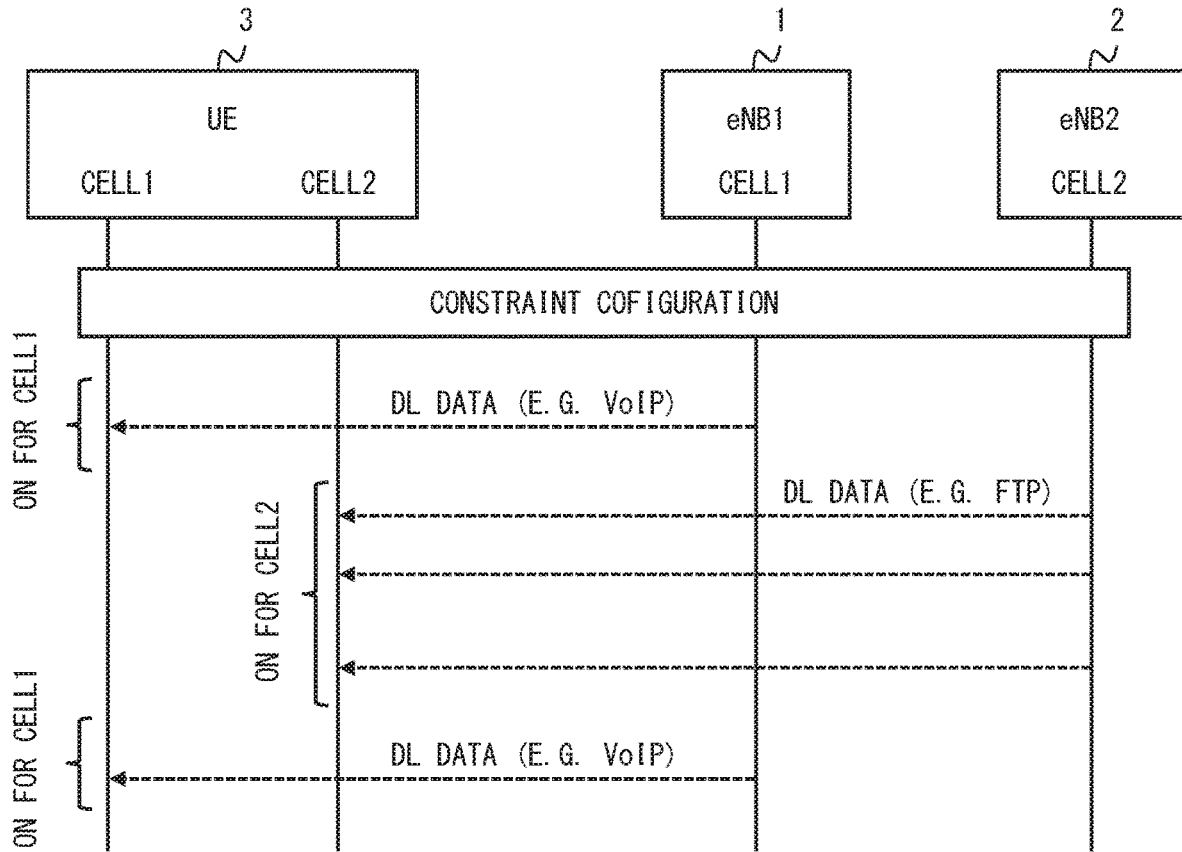 3
1
2
UE
CELL1
CELL2
eNB1
CELL1
eNB2
CELL2
CONSTRAINT COFIGURATION
ON FOR CELL1
DL DATA (E.G. VoIP)
DL DATA (E.G. FTP)
ON FOR CELL2
ON FOR CELL1
DL DATA (E.G. VoIP)